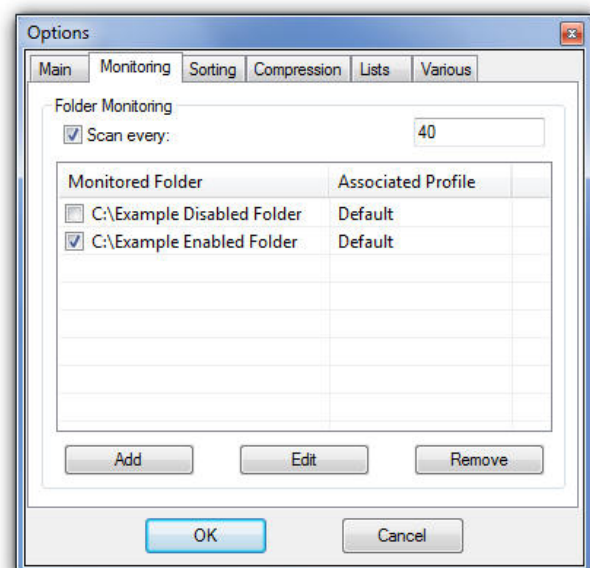 Options
Main Monitoring Sorting Compression Lists Various
Folder Monitoring
Scan every: 40
Monitored Folder Associated Profile
C:\Example Disabled Folder Default
C:\Example Enabled Folder Default
Add Edit Remove
OK Cancel